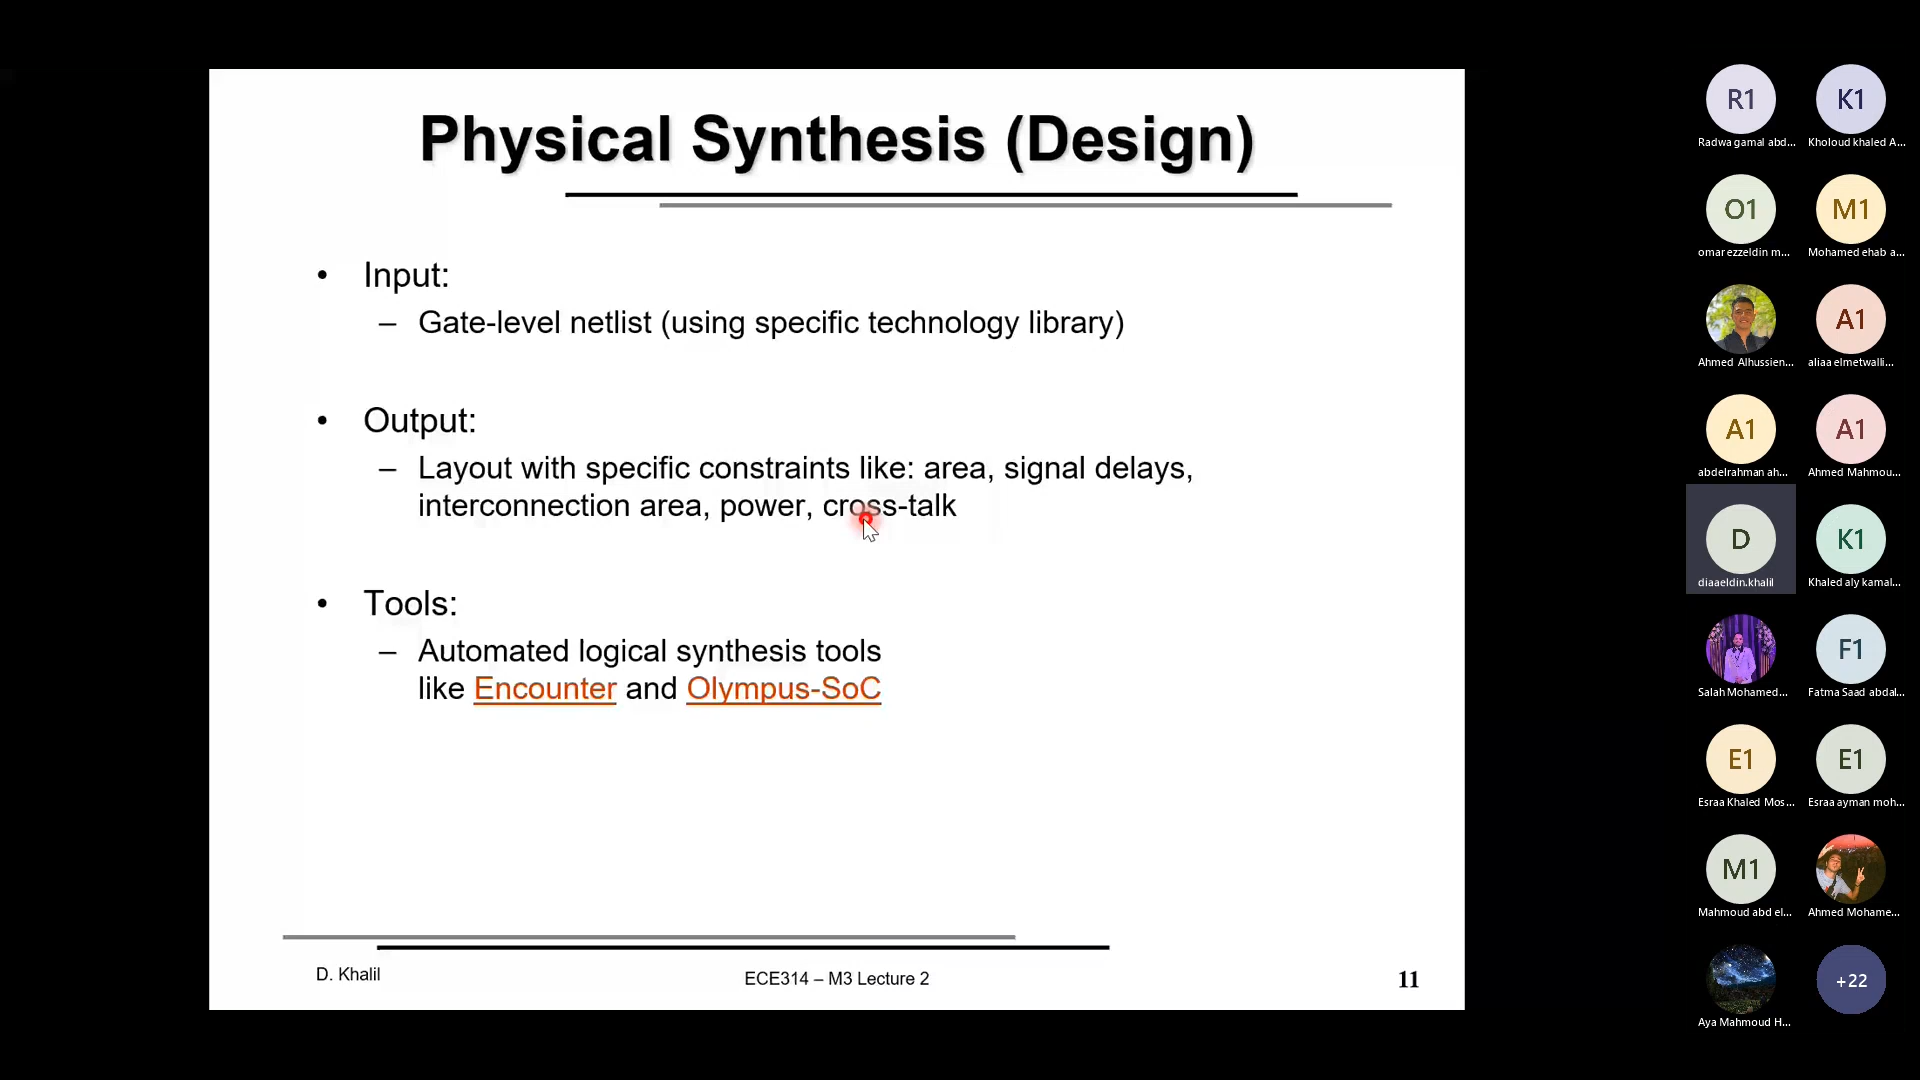 Physical Synthesis (Design)
• Input:
– Gate-level netlist (using specific technology library)
• Output:
– Layout with specific constraints like: area, signal delays,
interconnection area, power, cross-talk
• Tools:
– Automated logical synthesis tools
like Encounter and Olympus-SoC
D. Khalil
ECE314 – M3 Lecture 2
11
R1
K1
Radwa gamal abd...
Kholoud khaled A...
O1
M1
omar ezzeldin m...
Mohamed ehab a...
A1
Ahmed Alhussien...
aliaa elmetwalli...
A1
A1
abdelrahman ah...
Ahmed Mahmou...
D
K1
diaaeldin.khalil
Khaled aly kamal...
F1
Salah Mohamed...
Fatma Saad abdal...
E1
E1
Esraa Khaled Mos...
Esraa ayman moh...
M1
Mahmoud abd el...
Ahmed Mohame...
+22
Aya Mahmoud H...